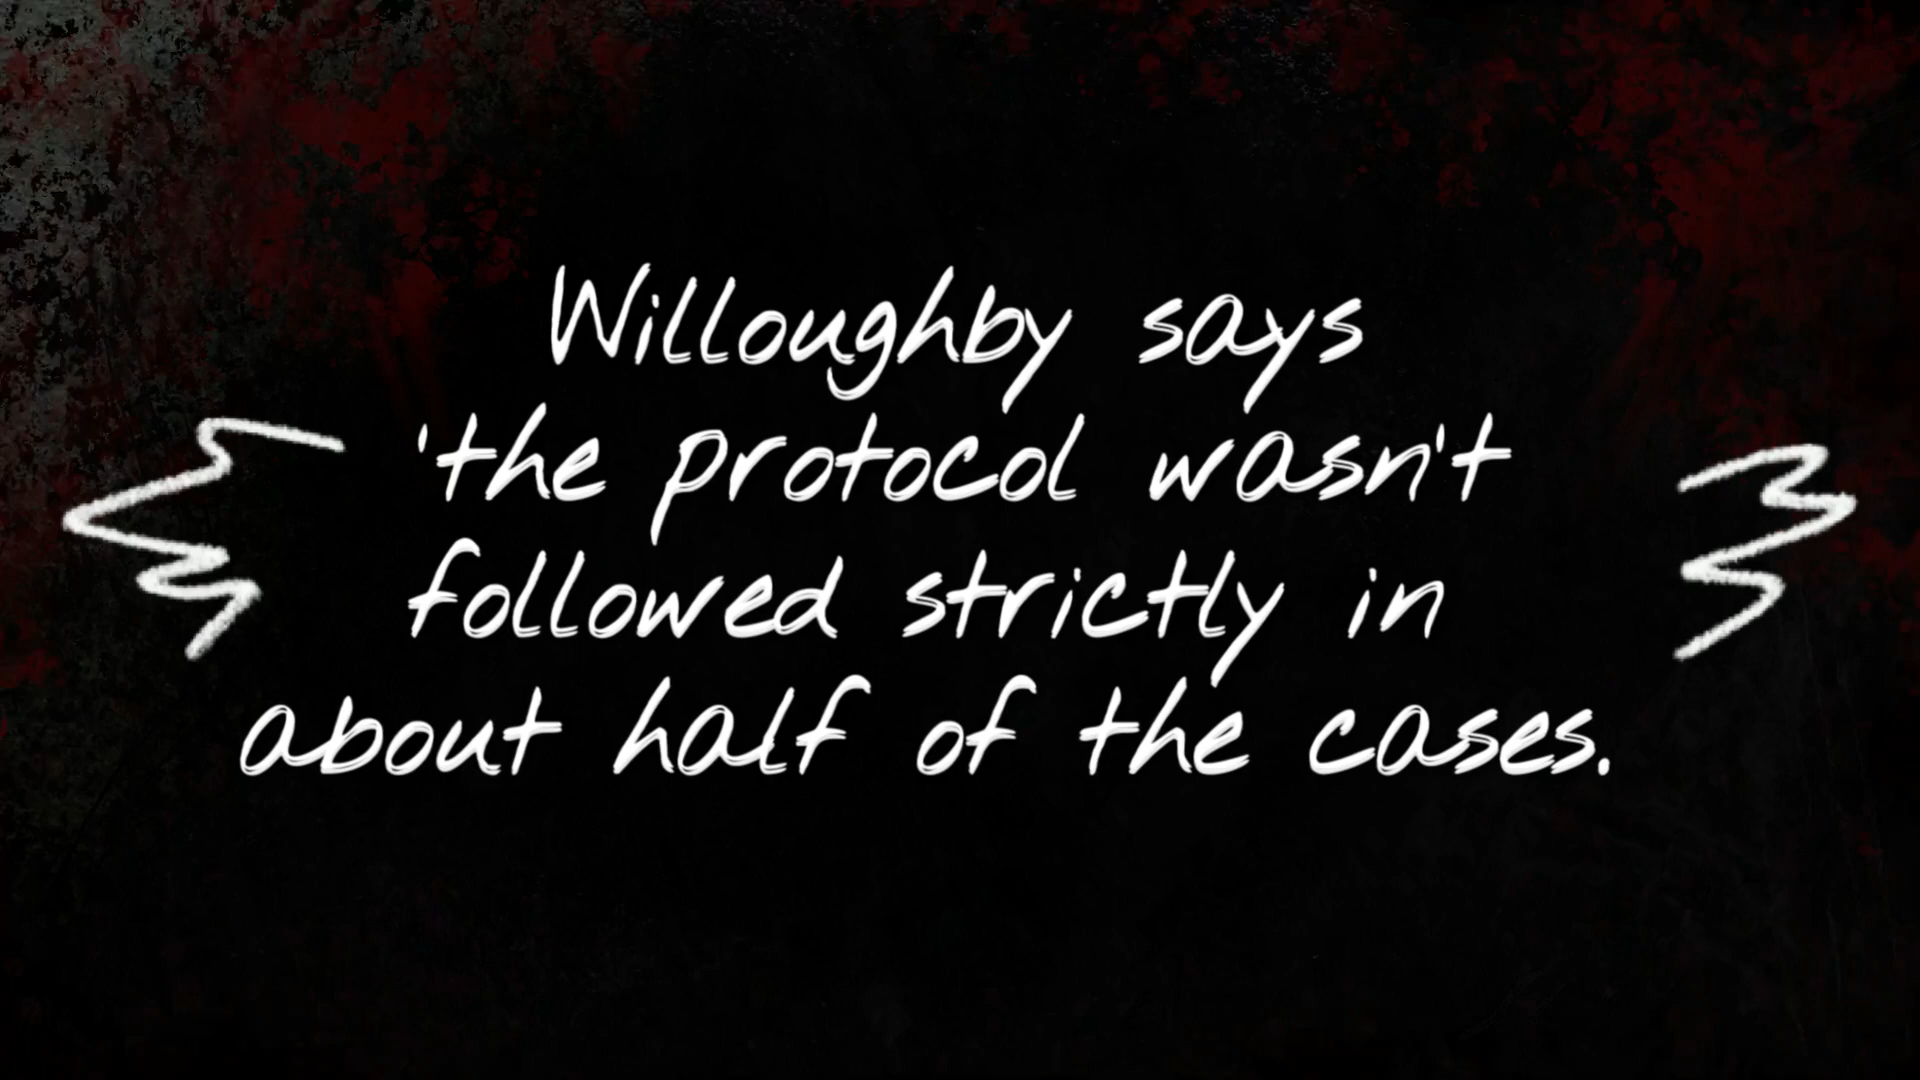 Willoughby says
'the protocol wasn't
followed strictly in
about half of the cases.